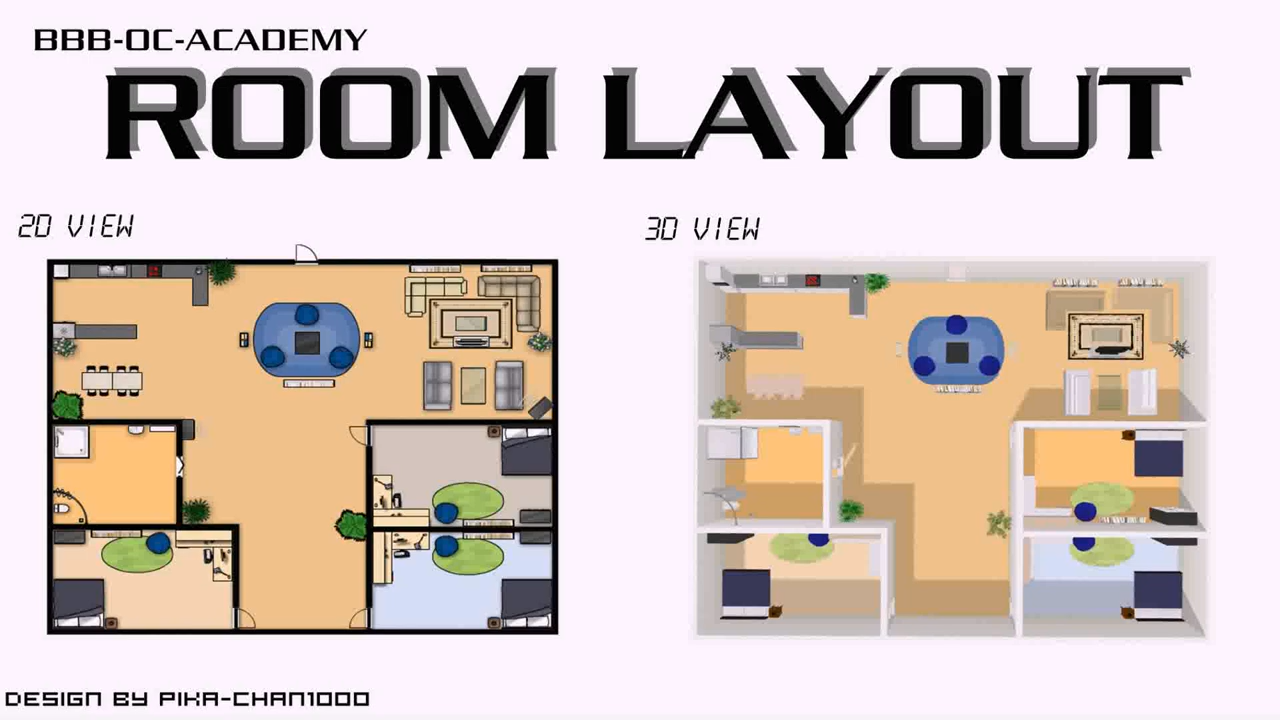 BBB-OC-ACADEMY
ROOM LAYOUT
2D VIEW
3D VIEW
DESIGN BY PIKA-CHAN1000